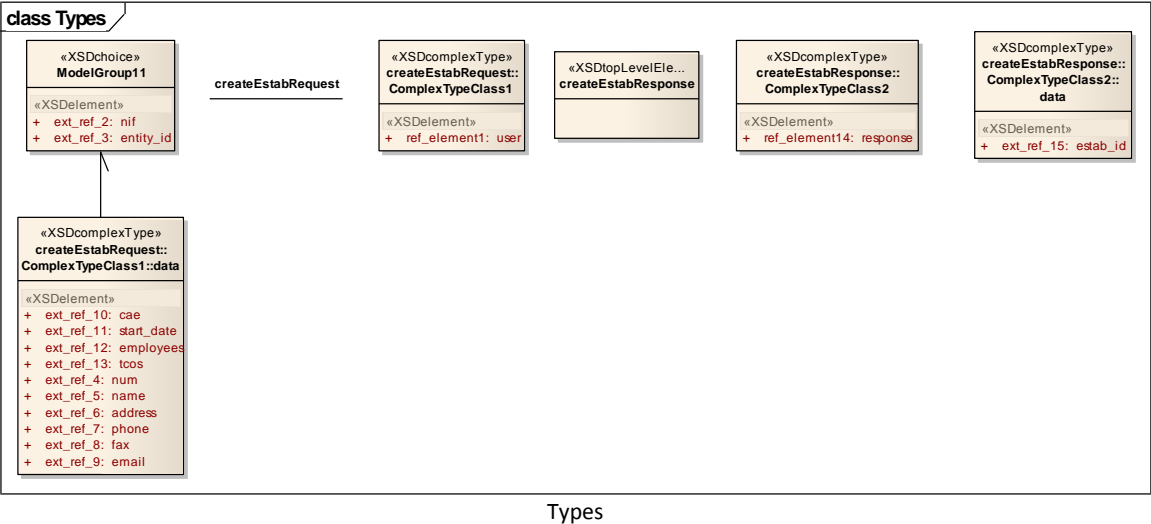 class Types
«XSDchoice»
ModelGroup11
«XSDelement»
+ ext_ref_2: nif
+ ext_ref_3: entity_id
createEstabRequest
«XSDcomplexType»
createEstabRequest::
ComplexTypeClass1
«XSDelement»
+ ref_element1: user
«XSDtopLevelEle...
createEstabResponse
«XSDcomplexType»
createEstabResponse::
ComplexTypeClass2
«XSDelement»
+ ref_element14: response
«XSDcomplexType»
createEstabResponse::
ComplexTypeClass2::
data
«XSDelement»
+ ext_ref_15: estab_id
«XSDcomplexType»
createEstabRequest::
ComplexTypeClass1::data
«XSDelement»
+ ext_ref_10: cae
+ ext_ref_11: start_date
+ ext_ref_12: employees
+ ext_ref_13: tcos
+ ext_ref_4: num
+ ext_ref_5: name
+ ext_ref_6: address
+ ext_ref_7: phone
+ ext_ref_8: fax
+ ext_ref_9: email
Types